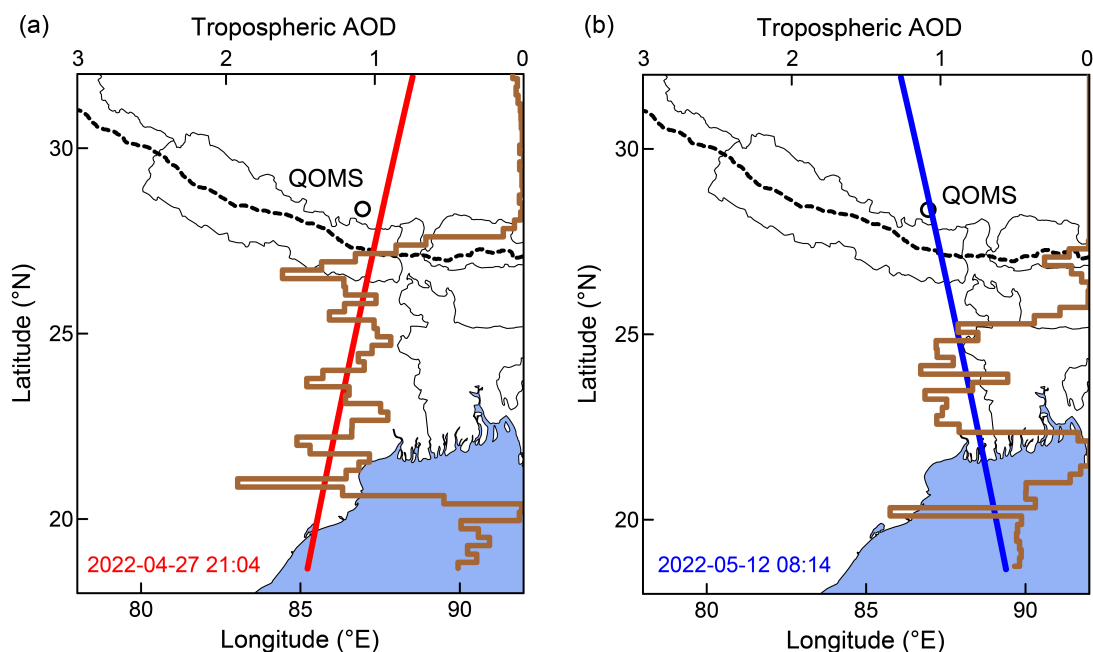 (a)
Tropospheric AOD
3 2 1 0
30
25
20
Latitude (°N)
QOMS
2022-04-27 21:04
80 85 90
Longitude (°E)
(b)
Tropospheric AOD
3 2 1 0
30
25
20
Latitude (°N)
QOMS
2022-05-12 08:14
80 85 90
Longitude (°E)